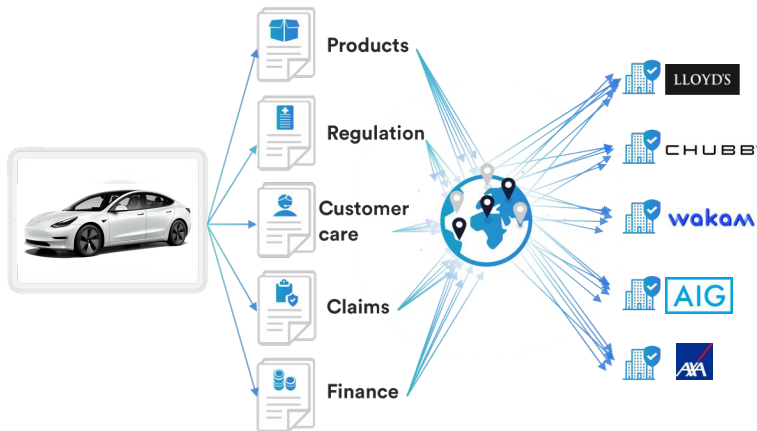 Products
Regulation
Customer
care
Claims
Finance
LLOYD'S
CHUBB
wakam
AIG
AXA